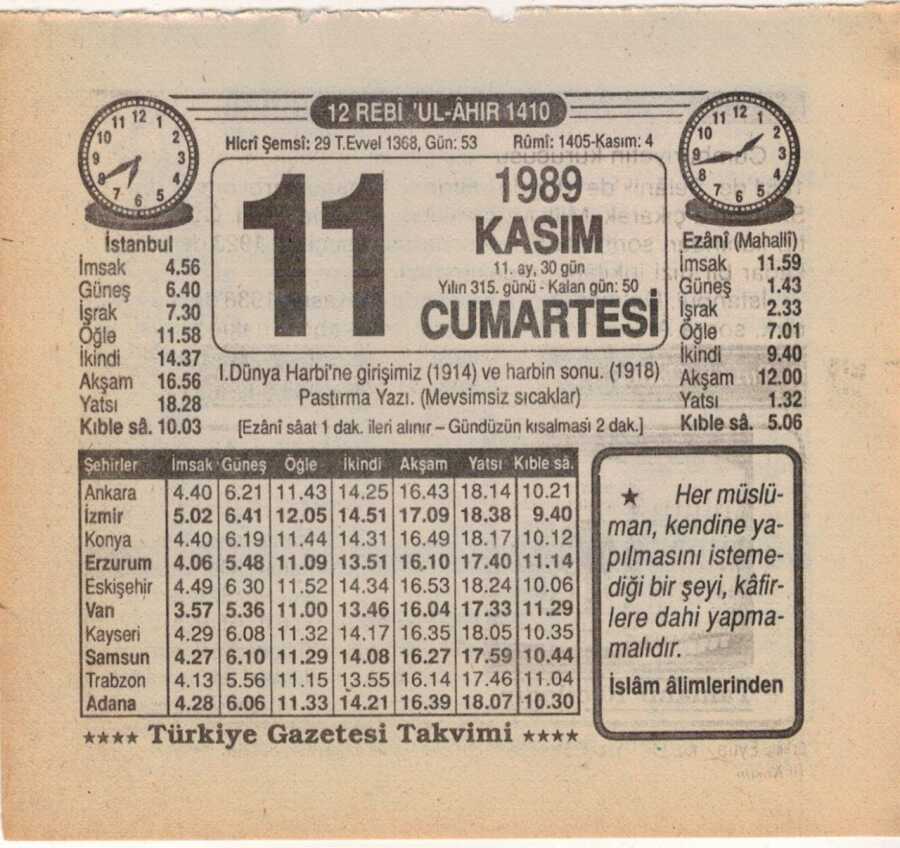 12 REBÎ 'UL-ÂHIR 1410
Hicrî Şemsî: 29 T.Evvel 1368, Gün: 53 Rûmî: 1405-Kasım: 4
11
1989
KASIM
11. ay, 30 gün
Yılın 315. günü - Kalan gün: 50
CUMARTESİ
İstanbul
İmsak 4.56
Güneş 6.40
İşrak 7.30
Öğle 11.58
İkindi 14.37
Akşam 16.56
Yatsı 18.28
Kıble sâ. 10.03
Ezânî (Mahallî)
İmsak 11.59
Güneş 1.43
İşrak 2.33
Öğle 7.01
İkindi 9.40
Akşam 12.00
Yatsı 1.32
Kıble sâ. 5.06
I.Dünya Harbi'ne girişimiz (1914) ve harbin sonu. (1918)
Pastırma Yazı. (Mevsimsiz sıcaklar)
[Ezânî sâat 1 dak. ileri alınır – Gündüzün kısalması 2 dak.]
Şehirler İmsak Güneş Öğle İkindi Akşam Yatsı Kıble sâ.
Ankara 4.40 6.21 11.43 14.25 16.43 18.14 10.21
İzmir 5.02 6.41 12.05 14.51 17.09 18.38 9.40
Konya 4.40 6.19 11.44 14.31 16.49 18.17 10.12
Erzurum 4.06 5.48 11.09 13.51 16.10 17.40 11.14
Eskişehir 4.49 6 30 11.52 14.34 16.53 18.24 10.06
Van 3.57 5.36 11.00 13.46 16.04 17.33 11.29
Kayseri 4.29 6.08 11.32 14.17 16.35 18.05 10.35
Samsun 4.27 6.10 11.29 14.08 16.27 17.59 10.44
Trabzon 4.13 5.56 11.15 13.55 16.14 17.46 11.04
Adana 4.28 6.06 11.33 14.21 16.39 18.07 10.30
★ Her müslü-
man, kendine ya-
pılmasını isteme-
diği bir şeyi, kâfir-
lere dahi yapma-
malıdır.
İslâm âlimlerinden
★★★★ Türkiye Gazetesi Takvimi ★★★★